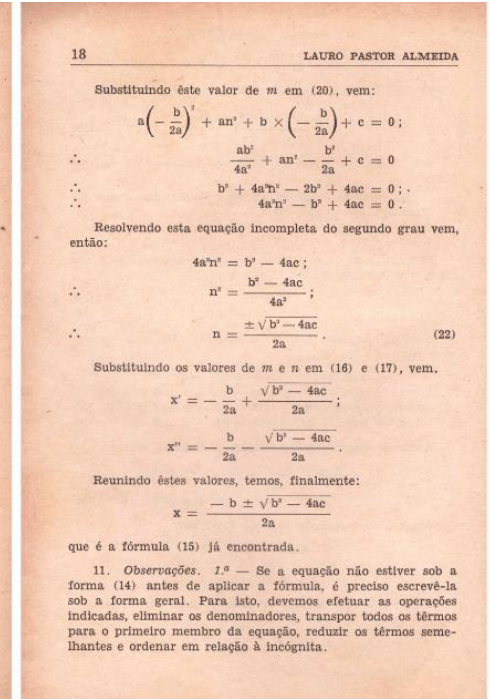 18 LAURO PASTOR ALMEIDA
Substituindo êste valor de m em (20), vem:
a(− b/2a)² + an² + b × (− b/2a) + c = 0;
∴ ab²/4a² + an² − b²/2a + c = 0
∴ b² + 4a²n² — 2b² + 4ac = 0;
∴ 4a²n² — b² + 4ac = 0.
Resolvendo esta equação incompleta do segundo grau vem,
então:
4a²n² = b² — 4ac;
∴ n² = b² — 4ac/4a²;
∴ n = ±√b² — 4ac/2a. (22)
Substituindo os valores de m e n em (16) e (17), vem.
x' = − b/2a + √b² — 4ac/2a;
x" = − b/2a − √b² — 4ac/2a.
Reunindo êstes valores, temos, finalmente:
x = — b ± √b² — 4ac/2a
que é a fórmula (15) já encontrada.
11. Observações. 1.ª — Se a equação não estiver sob a
forma (14) antes de aplicar a fórmula, é preciso escrevê-la
sob a forma geral. Para isto, devemos efetuar as operações
indicadas, eliminar os denominadores, transpor todos os têrmos
para o primeiro membro da equação, reduzir os têrmos seme-
lhantes e ordenar em relação à incógnita.